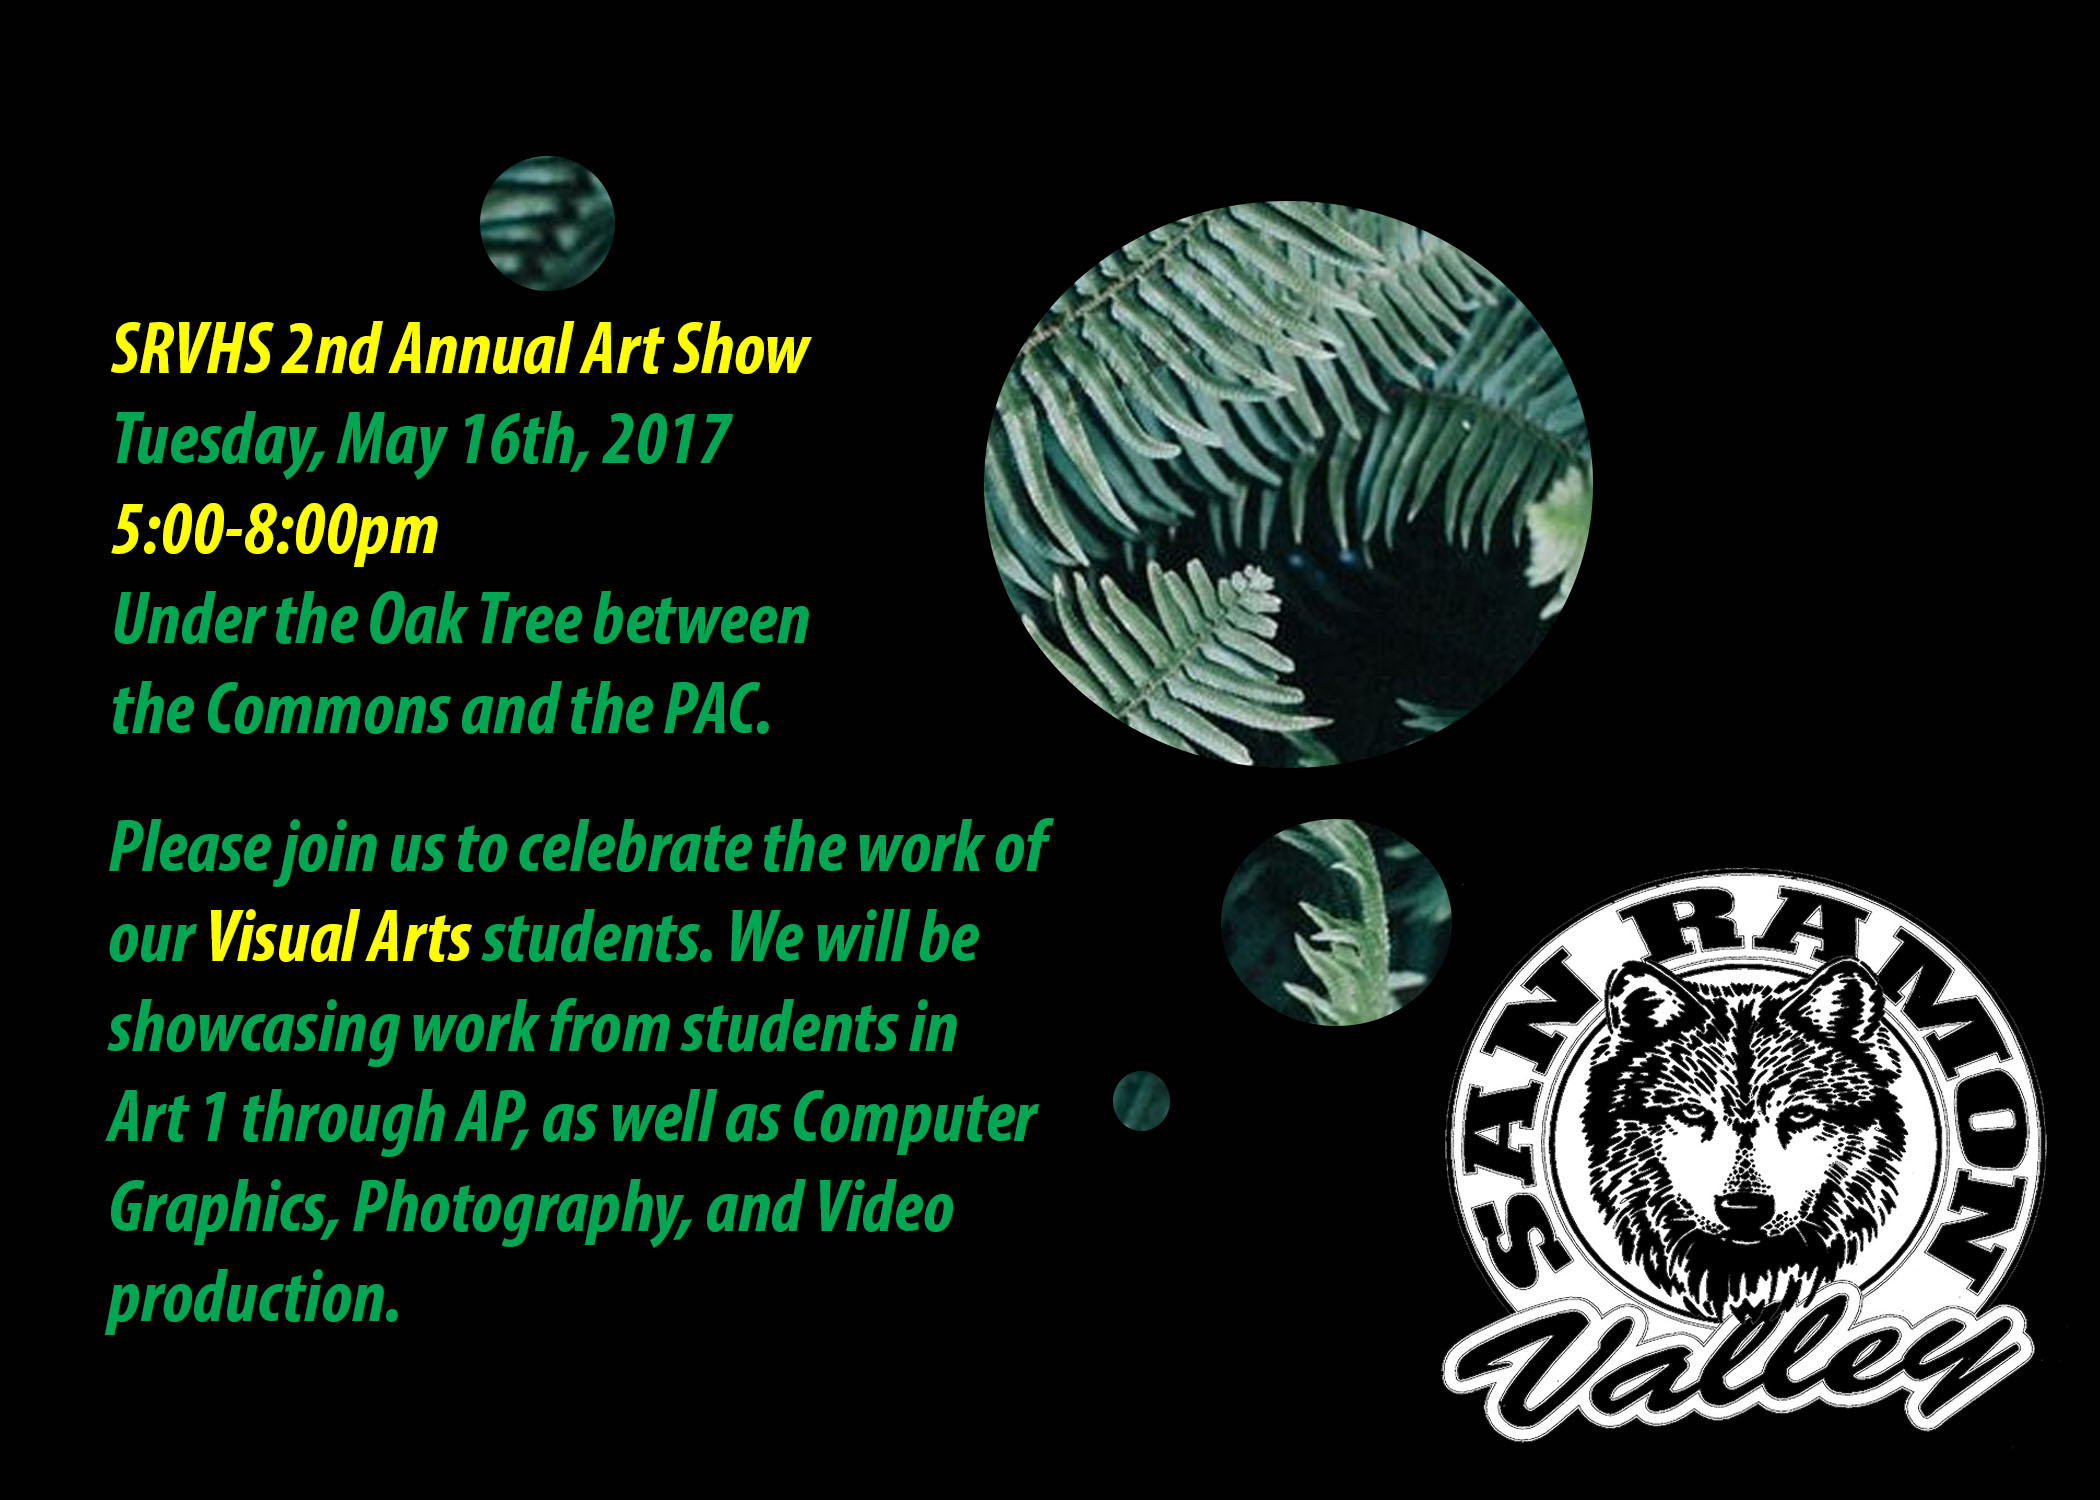 SRVHS 2nd Annual Art Show
Tuesday, May 16th, 2017
5:00-8:00pm
Under the Oak Tree between
the Commons and the PAC.
Please join us to celebrate the work of
our Visual Arts students. We will be
showcasing work from students in
Art 1 through AP, as well as Computer
Graphics, Photography, and Video
production.
SAN RAMON
Valley